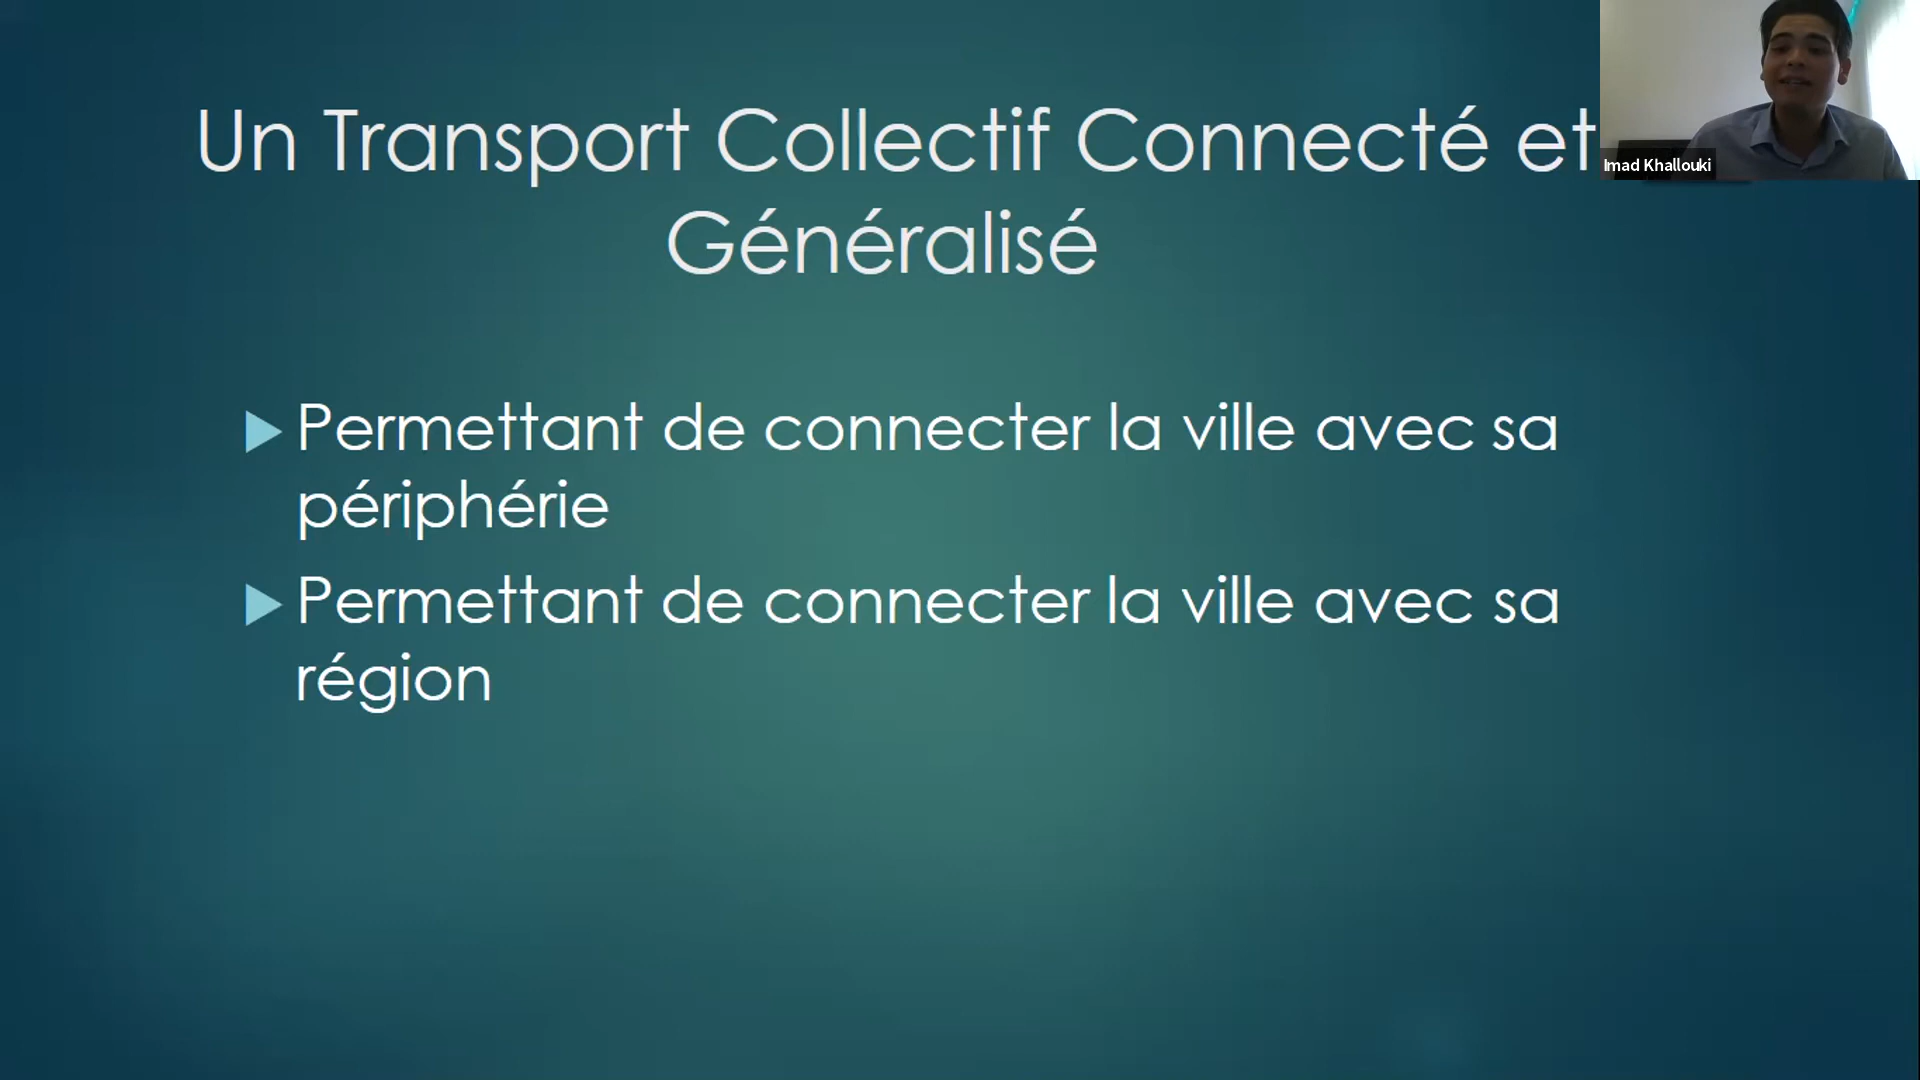 Un Transport Collectif Connecté et
Généralisé
Imad Khallouki
Permettant de connecter la ville avec sa
périphérie
Permettant de connecter la ville avec sa
région